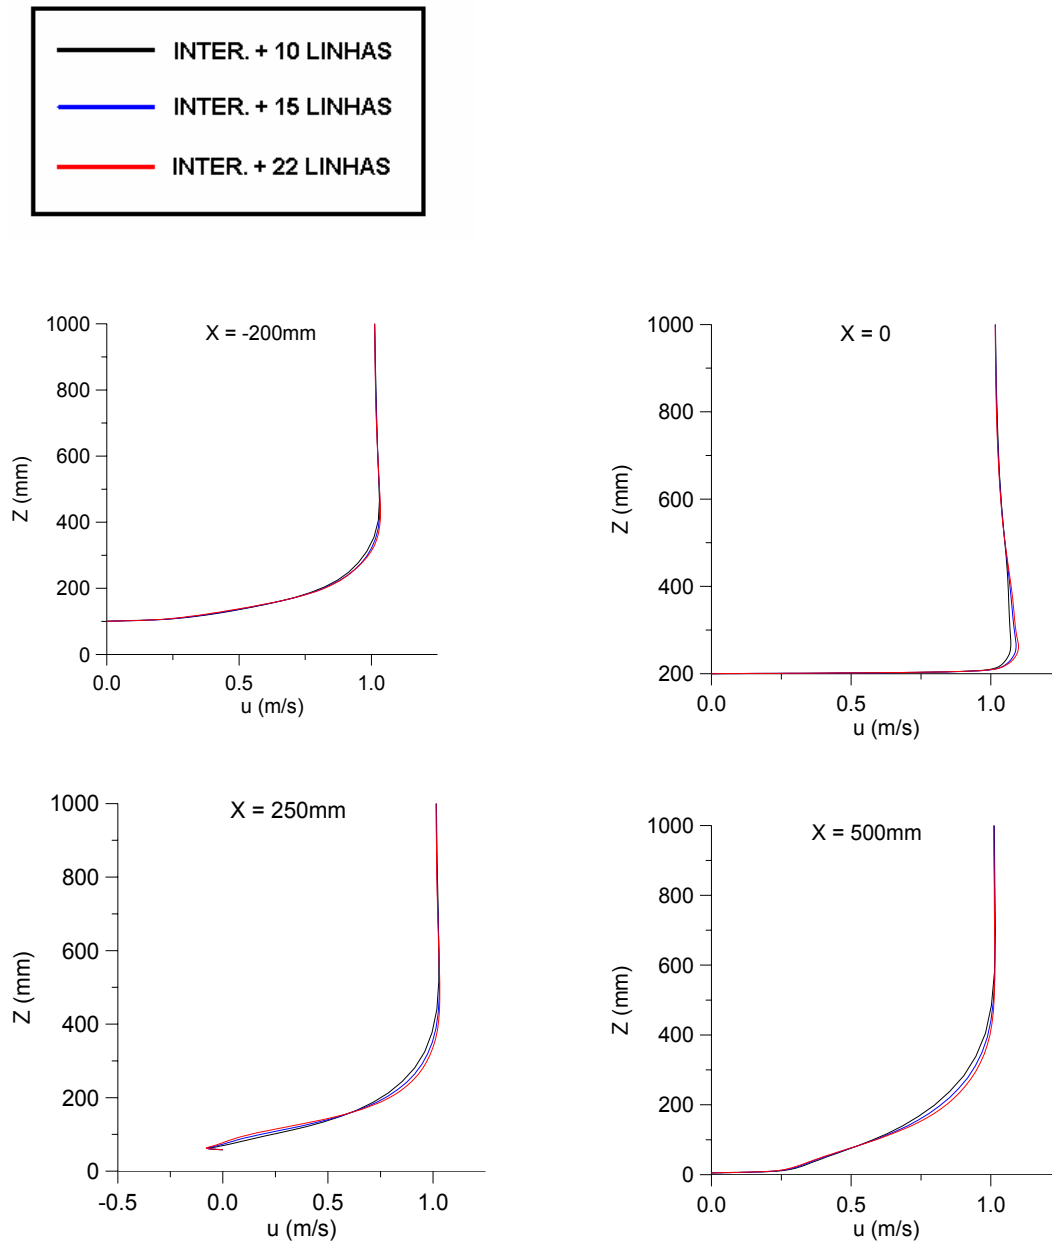 INTER. + 10 LINHAS
INTER. + 15 LINHAS
INTER. + 22 LINHAS
X = -200mm
1000
800
600
400
200
0
Z (mm)
0.0 0.5 1.0
u (m/s)
X = 0
1000
800
600
400
200
Z (mm)
0.0 0.5 1.0
u (m/s)
X = 250mm
1000
800
600
400
200
0
Z (mm)
-0.5 0.0 0.5 1.0
u (m/s)
X = 500mm
1000
800
600
400
200
0
Z (mm)
0.0 0.5 1.0
u (m/s)